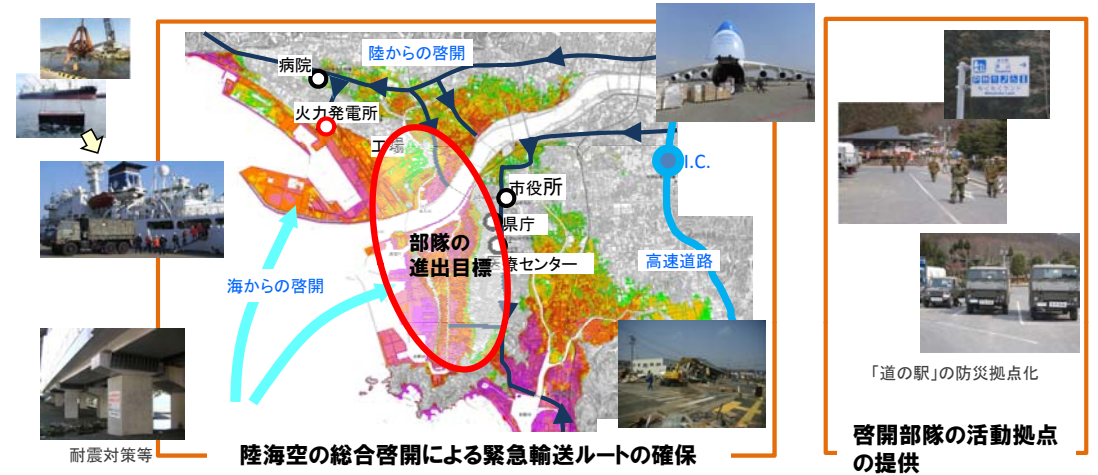 病院
陸からの啓開
火力発電所
工場
I.C.
市役所
県庁
部隊の
進出目標
療センター
高速道路
海からの啓開
「道の駅」の防災拠点化
耐震対策等
陸海空の総合啓開による緊急輸送ルートの確保
啓開部隊の活動拠点
の提供